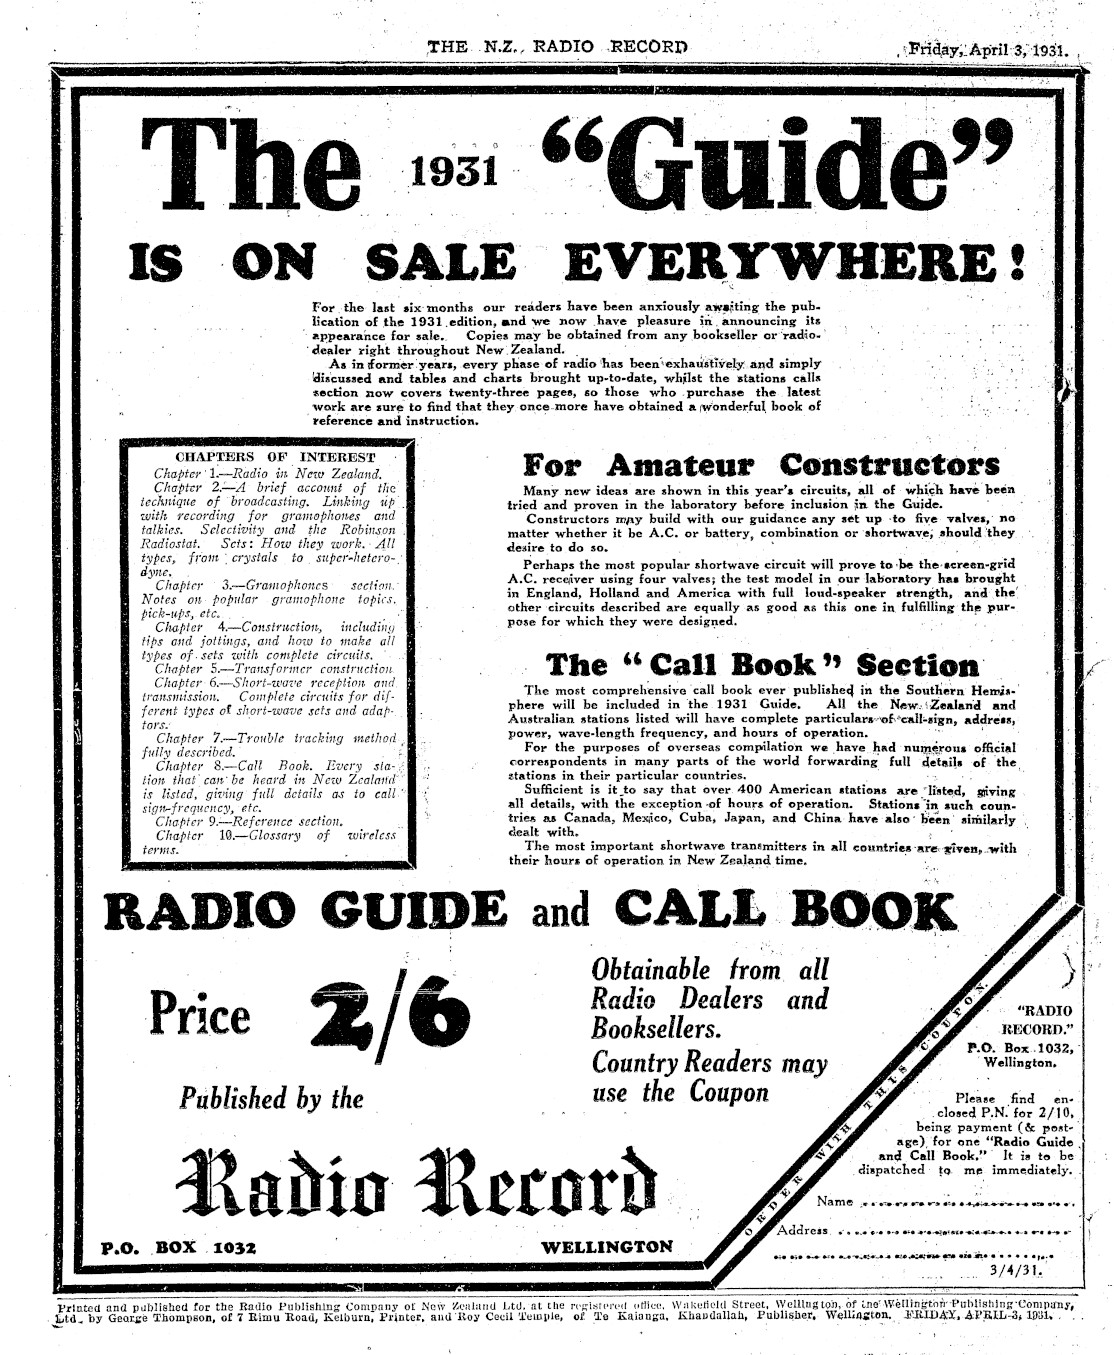 THE N.Z. RADIO RECORD
Friday, April 3, 1931.
The 1931 “Guide”
IS ON SALE EVERYWHERE!
For the last six months our readers have been anxiously awaiting the pub-
lication of the 1931 edition, and we now have pleasure in announcing its
appearance for sale. Copies may be obtained from any bookseller or radio-
dealer right throughout New Zealand.
As in former years, every phase of radio has been exhaustively and simply
discussed and tables and charts brought up-to-date, whilst the stations calls
section now covers twenty-three pages, so those who purchase the latest
work are sure to find that they once more have obtained a wonderful book of
reference and instruction.
CHAPTERS OF INTEREST
Chapter 1.—Radio in New Zealand.
Chapter 2.—A brief account of the
technique of broadcasting. Linking up
with recording for gramophones and
talkies. Selectivity and the Robinson
Radiostat. Sets: How they work. All
types, from crystals to super-hetero-
dyne.
Chapter 3.—Gramophones section.
Notes on popular gramophone topics,
pick-ups, etc.
Chapter 4.—Construction, including
tips and jottings, and how to make all
types of sets with complete circuits.
Chapter 5.—Transformer construction
Chapter 6.—Short-wave reception and
transmission. Complete circuits for dif-
ferent types of short-wave sets and adap-
tors.
Chapter 7.—Trouble tracking method
fully described.
Chapter 8.—Call Book. Every sta-
tion that can be heard in New Zealand
is listed, giving full details as to call
sign-frequency, etc.
Chapter 9.—Reference section.
Chapter 10.—Glossary of wireless
terms.
For Amateur Constructors
Many new ideas are shown in this year's circuits, all of which have been
tried and proven in the laboratory before inclusion in the Guide.
Constructors may build with our guidance any set up to five valves, no
matter whether it be A.C. or battery, combination or shortwave, should they
desire to do so.
Perhaps the most popular shortwave circuit will prove to be the screen-grid
A.C. receiver using four valves; the test model in our laboratory has brought
in England, Holland and America with full loud-speaker strength, and the
other circuits described are equally as good as this one in fulfilling the pur-
pose for which they were designed.
The “Call Book” Section
The most comprehensive call book ever published in the Southern Hemis-
phere will be included in the 1931 Guide. All the New Zealand and
Australian stations listed will have complete particulars of call-sign, address,
power, wave-length frequency, and hours of operation.
For the purposes of overseas compilation we have had numerous official
correspondents in many parts of the world forwarding full details of the
stations in their particular countries.
Sufficient is it to say that over 400 American stations are listed, giving
all details, with the exception of hours of operation. Stations in such coun-
tries as Canada, Mexico, Cuba, Japan, and China have also been similarly
dealt with.
The most important shortwave transmitters in all countries are given, with
their hours of operation in New Zealand time.
RADIO GUIDE and CALL BOOK
Price 2/6
Obtainable from all
Radio Dealers and
Booksellers.
Country Readers may
use the Coupon
Published by the
Radio Record
P.O. BOX 1032 WELLINGTON
ORDER WITH THIS COUPON.
“RADIO
RECORD.”
P.O. Box 1032,
Wellington.
Please find en-
closed P.N. for 2/10,
being payment (& post-
age) for one “Radio Guide
and Call Book.” It is to be
dispatched to me immediately.
Name
Address
3/4/31.
Printed and published for the Radio Publishing Company of New Zealand Ltd. at the registered office, Wakefield Street, Wellington, of the Wellington Publishing Company,
Ltd., by George Thompson, of 7 Rimu Road, Kelburn, Printer, and Roy Cecil Temple, of Te Kainga, Khandallah, Publisher, Wellington. FRIDAY, APRIL 3, 1931.